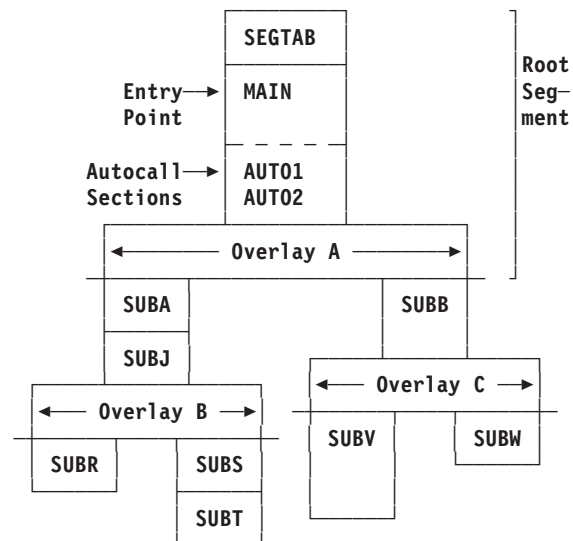 SEGTAB
Root
Entry MAIN Seg—
Point ment
Autocall AUTO1
Sections AUTO2
Overlay A
SUBA SUBB
SUBJ
Overlay C
Overlay B
SUBV SUBW
SUBR SUBS
SUBT